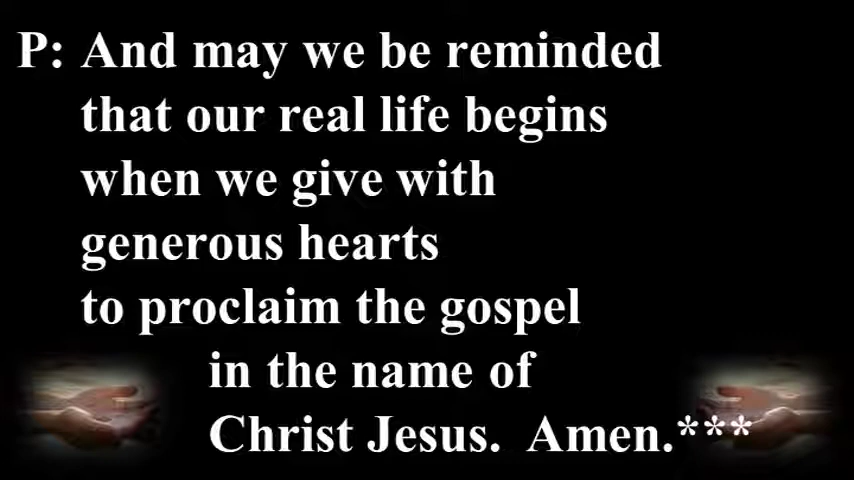 P: And may we be reminded
that our real life begins
when we give with
generous hearts
to proclaim the gospel
in the name of
Christ Jesus. Amen.***